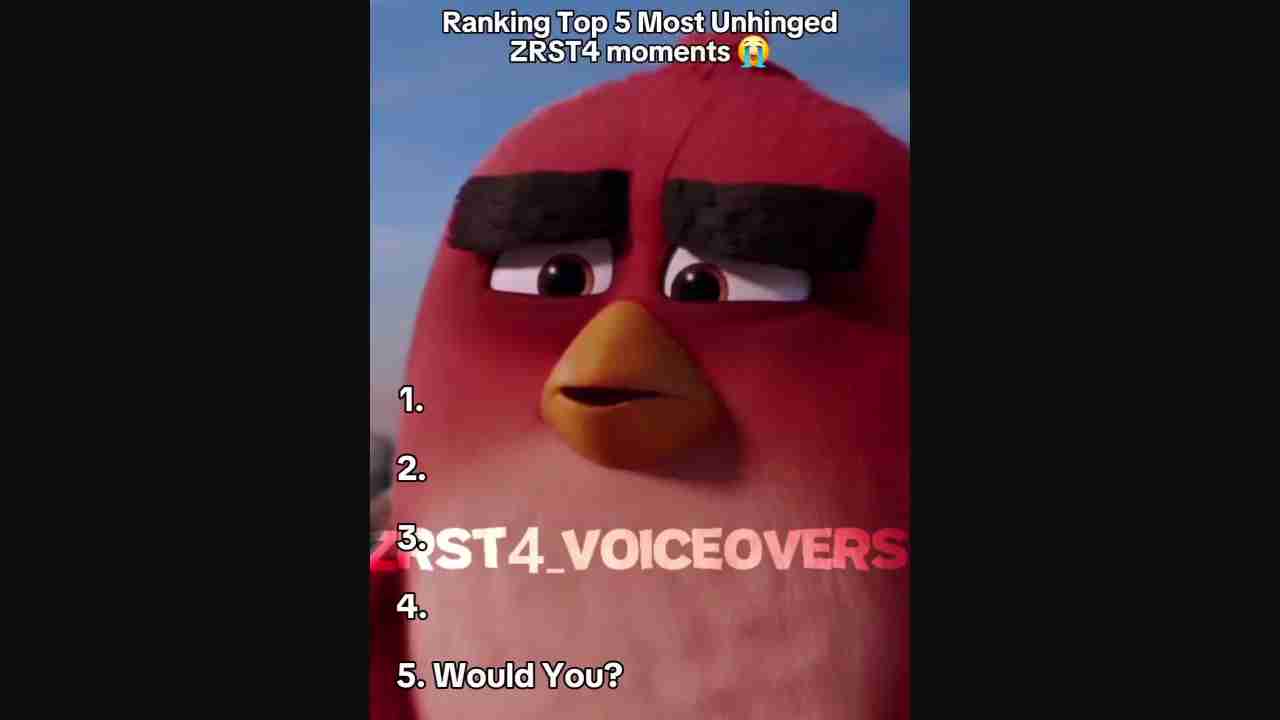 Ranking Top 5 Most Unhinged
ZRST4 moments 😭
1.
2.
3.
ZRST4_VOICEOVERS
4.
5. Would You?